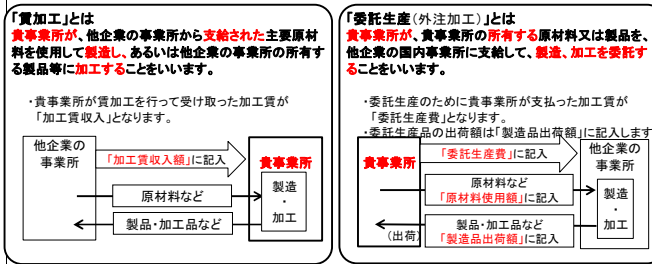 「賃加工」とは
貴事業所が、他企業の事業所から支給された主要原材
料を使用して製造し、あるいは他企業の事業所の所有す
る製品等に加工することをいいます。
・貴事業所が賃加工を行って受け取った加工賃が
「加工賃収入」となります。
他企業の
事業所
「加工賃収入額」に記入
貴事業所
原材料など
製造
・
加工
製品・加工品など
「委託生産(外注加工)」とは
貴事業所が、貴事業所の所有する原材料又は製品を、
他企業の国内事業所に支給して、製造、加工を委託す
ることをいいます。
・委託生産のために貴事業所が支払った加工賃が
「委託生産費」となります。
・委託生産品の出荷額は「製造品出荷額」に記入します
貴事業所
「委託生産費」に記入
他企業の
事業所
原材料など
「原材料使用額」に記入
製造
・
加工
製品・加工品など
「製造品出荷額」に記入
(出荷)